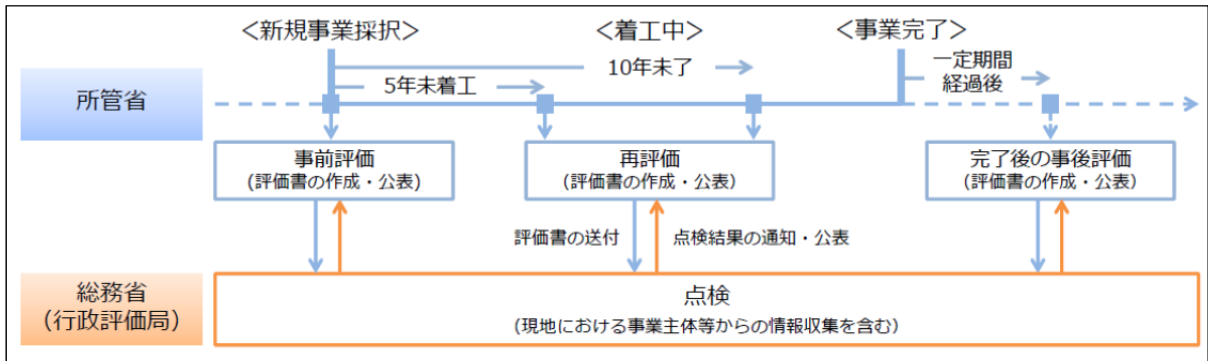 <新規事業採択>
<着工中>
<事業完了>
10年未了
5年未着工
一定期間
経過後
所管省
事前評価
(評価書の作成・公表)
再評価
(評価書の作成・公表)
完了後の事後評価
(評価書の作成・公表)
評価書の送付
点検結果の通知・公表
総務省
(行政評価局)
点検
(現地における事業主体等からの情報収集を含む)